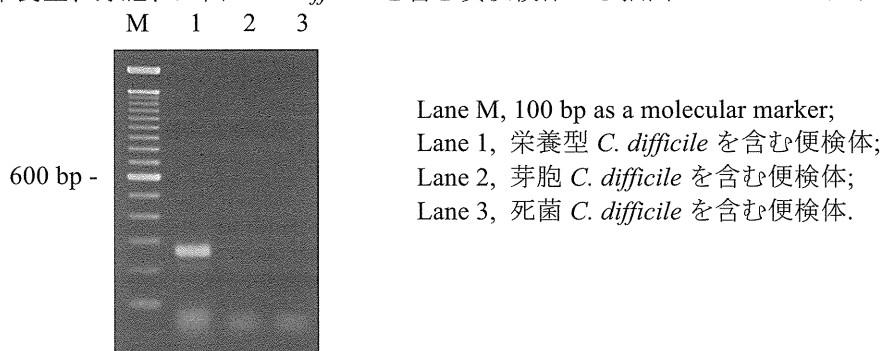 M 1 2 3
600 bp -
Lane M, 100 bp as a molecular marker;
Lane 1, 栄養型 C. difficile を含む便検体;
Lane 2, 芽胞 C. difficile を含む便検体;
Lane 3, 死菌 C. difficile を含む便検体.